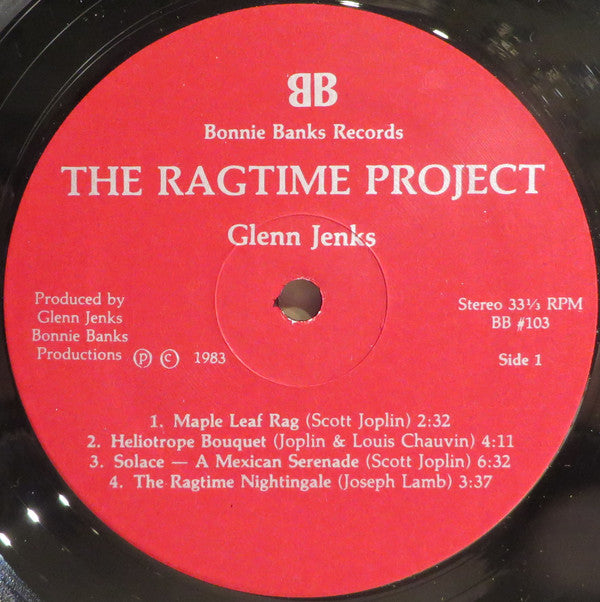 BB
Bonnie Banks Records
THE RAGTIME PROJECT
Glenn Jenks
Produced by
Glenn Jenks
Bonnie Banks
Productions ℗ © 1983
Stereo 33⅓ RPM
BB #103
Side 1
1. Maple Leaf Rag (Scott Joplin) 2:32
2. Heliotrope Bouquet (Joplin & Louis Chauvin) 4:11
3. Solace — A Mexican Serenade (Scott Joplin) 6:32
4. The Ragtime Nightingale (Joseph Lamb) 3:37